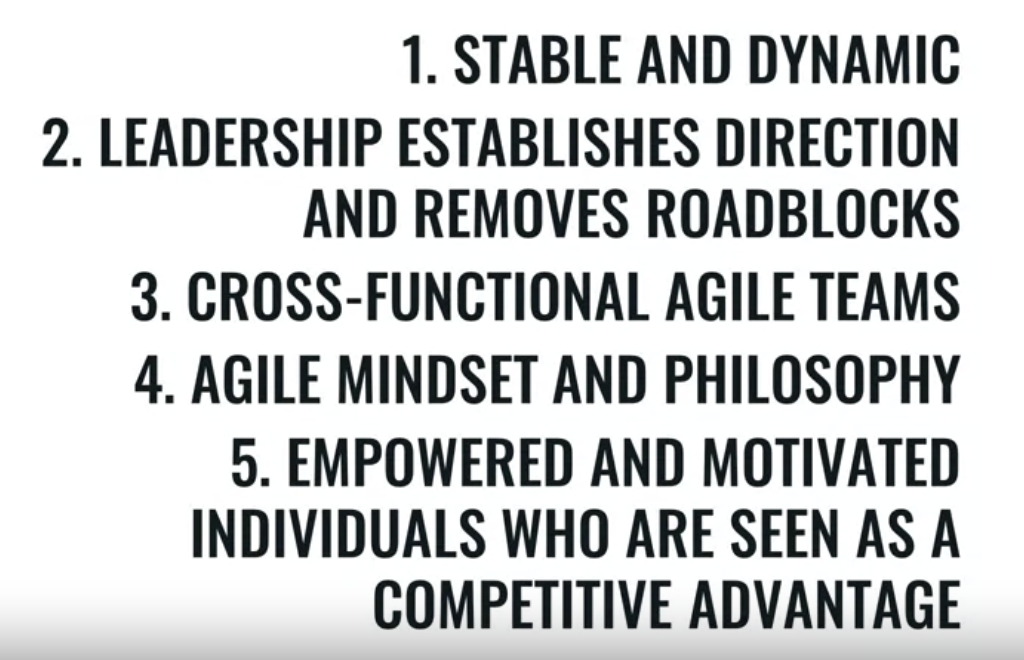 1. STABLE AND DYNAMIC
2. LEADERSHIP ESTABLISHES DIRECTION
AND REMOVES ROADBLOCKS
3. CROSS-FUNCTIONAL AGILE TEAMS
4. AGILE MINDSET AND PHILOSOPHY
5. EMPOWERED AND MOTIVATED
INDIVIDUALS WHO ARE SEEN AS A
COMPETITIVE ADVANTAGE